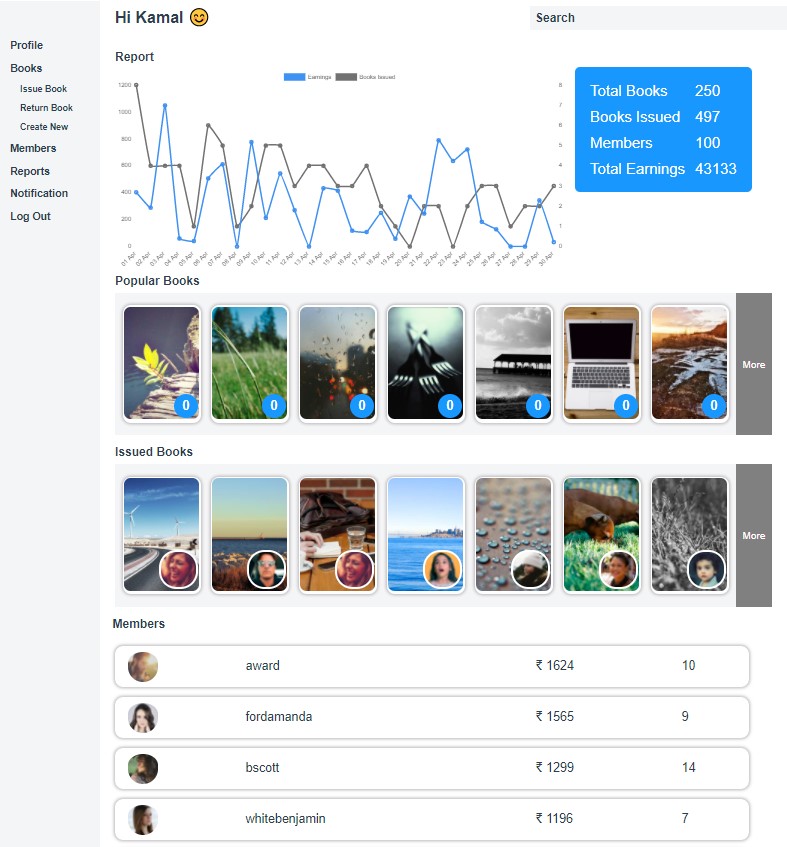 Hi Kamal
Search
Profile
Books
Issue Book
Return Book
Create New
Members
Reports
Notification
Log Out
Report
Earnings Books Issued
1200
1000
800
600
400
200
0
8
7
6
5
4
3
2
1
0
01 Apr 02 Apr 03 Apr 04 Apr 05 Apr 06 Apr 07 Apr 08 Apr 09 Apr 10 Apr 11 Apr 12 Apr 13 Apr 14 Apr 15 Apr 16 Apr 17 Apr 18 Apr 19 Apr 20 Apr 21 Apr 22 Apr 23 Apr 24 Apr 25 Apr 26 Apr 27 Apr 28 Apr 29 Apr 30 Apr
Total Books 250
Books Issued 497
Members 100
Total Earnings 43133
Popular Books
0 0 0 0 0 0 0
More
Issued Books
More
Members
award ₹ 1624 10
fordamanda ₹ 1565 9
bscott ₹ 1299 14
whitebenjamin ₹ 1196 7